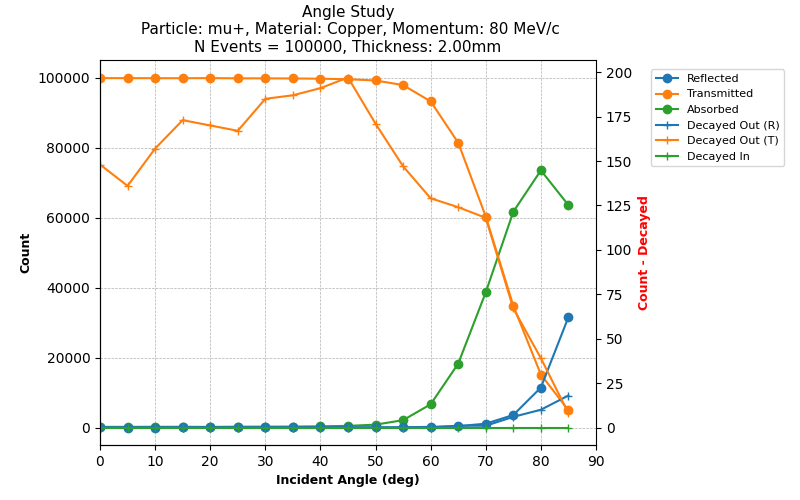 Angle Study
Particle: mu+, Material: Copper, Momentum: 80 MeV/c
N Events = 100000, Thickness: 2.00mm
100000
80000
60000
40000
20000
0
Count
0
10
20
30
40
50
60
70
80
90
Incident Angle (deg)
200
175
150
125
100
75
50
25
0
Count - Decayed
Reflected
Transmitted
Absorbed
Decayed Out (R)
Decayed Out (T)
Decayed In